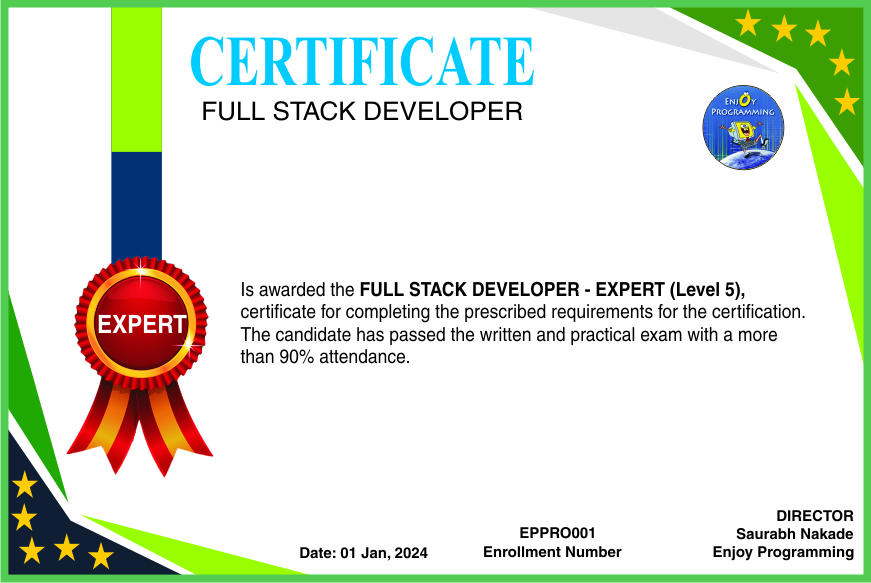 CERTIFICATE
FULL STACK DEVELOPER
ENJOY
PROGRAMMING
Is awarded the FULL STACK DEVELOPER - EXPERT (Level 5),
certificate for completing the prescribed requirements for the certification.
EXPERT
The candidate has passed the written and practical exam with a more
than 90% attendance.
DIRECTOR
EPPRO001
Saurabh Nakade
Date: 01 Jan, 2024
Enrollment Number
Enjoy Programming